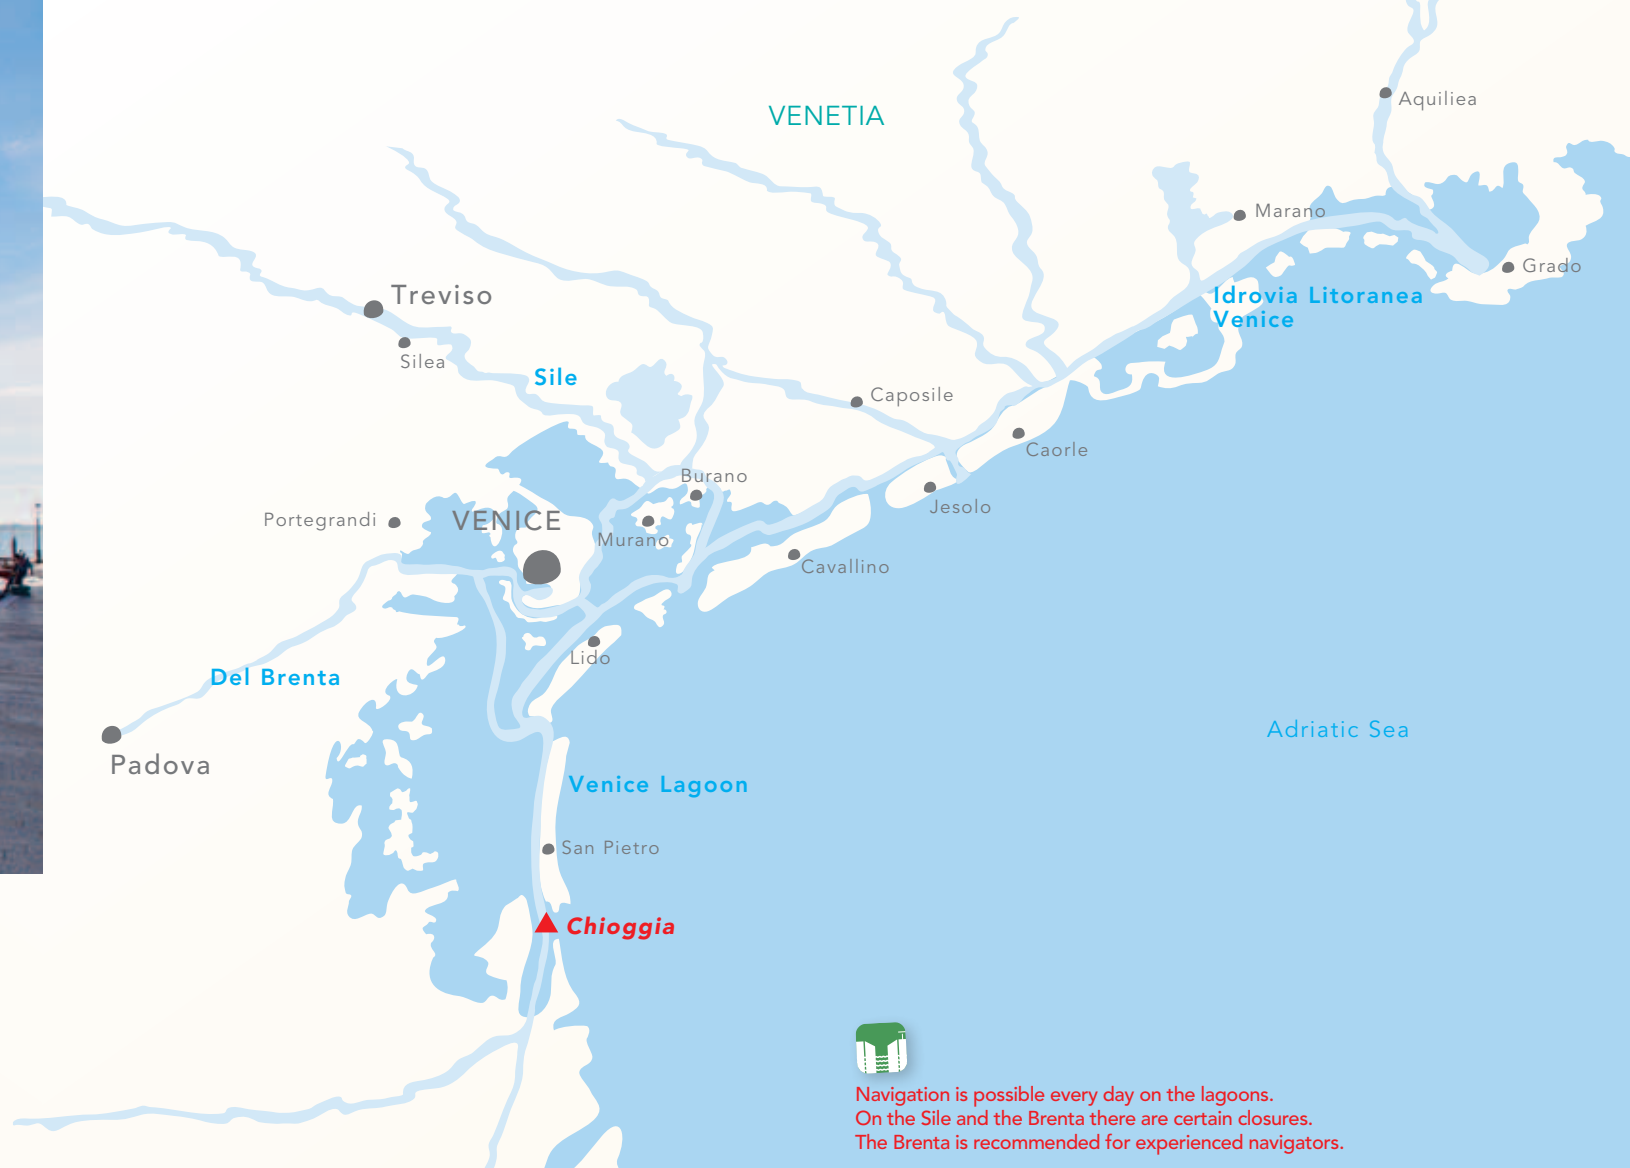 VENETIA
Aquiliea
Marano
Grado
Idrovia Litoranea
Venice
Treviso
Silea
Sile
Caposile
Caorle
Burano
Jesolo
Portegrandi
VENICE
Murano
Cavallino
Lido
Del Brenta
Padova
Adriatic Sea
Venice Lagoon
San Pietro
Chioggia
Navigation is possible every day on the lagoons.
On the Sile and the Brenta there are certain closures.
The Brenta is recommended for experienced navigators.